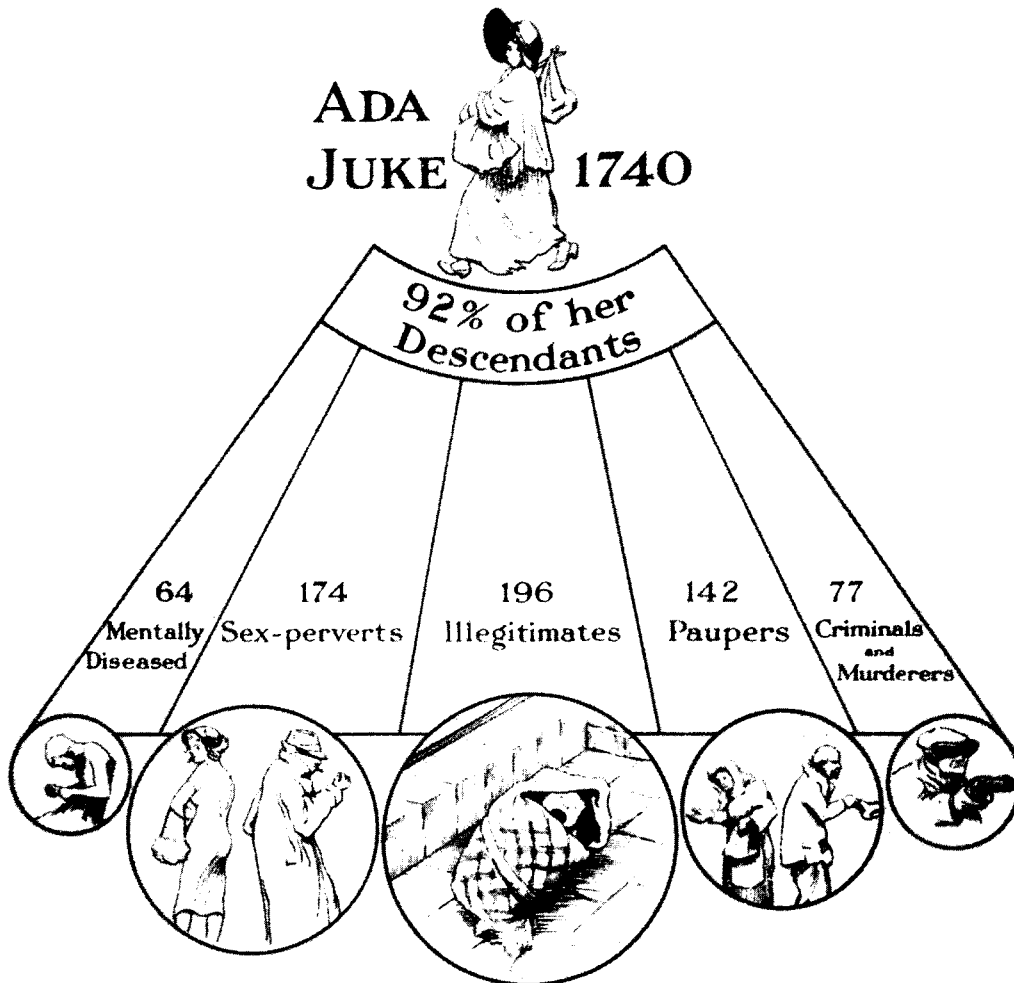 ADA
JUKE 1740
92% of her
Descendants
64
Mentally
Diseased
174
Sex-perverts
196
Illegitimates
142
Paupers
77
Criminals
and
Murderers